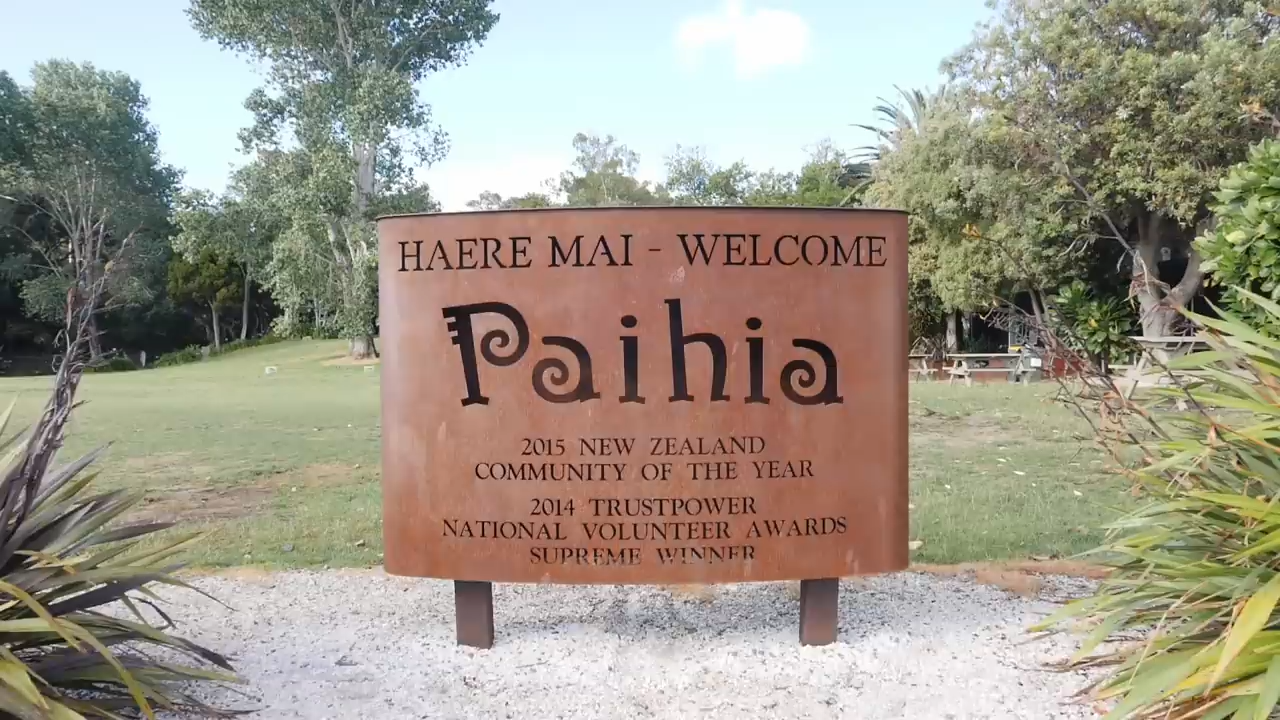 HAERE MAI - WELCOME
Paihia
2015 NEW ZEALAND
COMMUNITY OF THE YEAR
2014 TRUSTPOWER
NATIONAL VOLUNTEER AWARDS
SUPREME WINNER